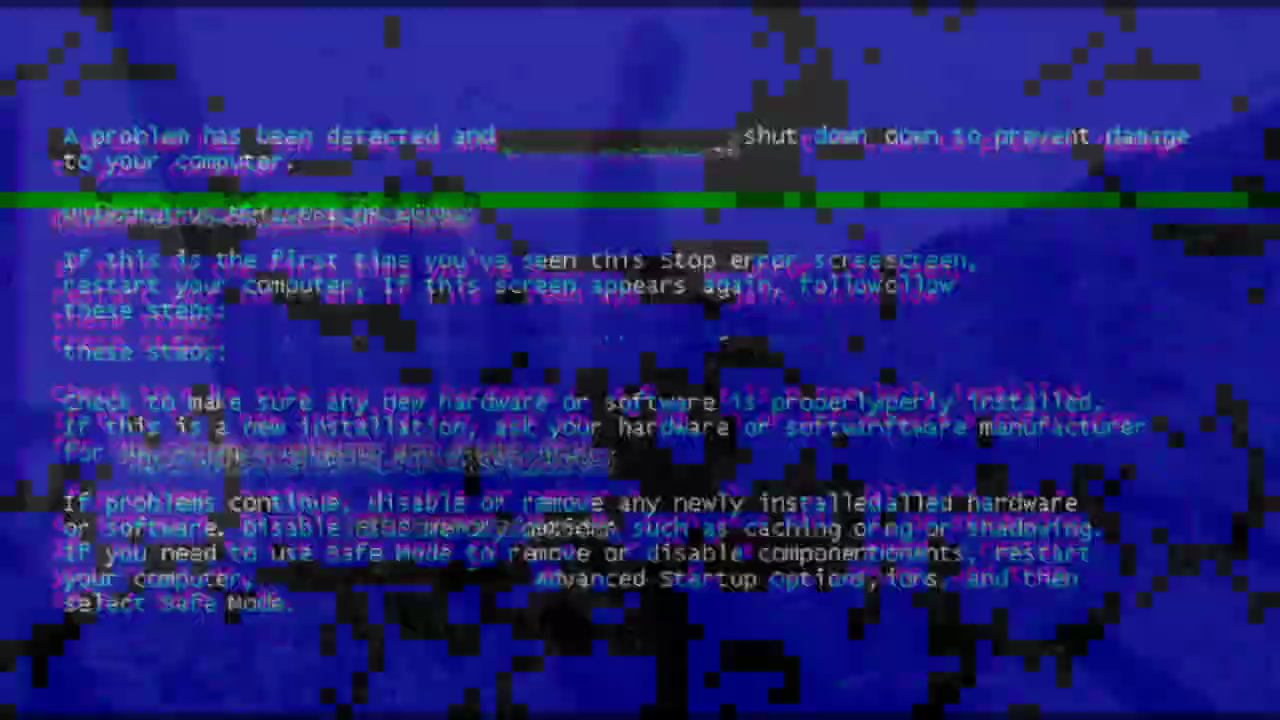 A problem has been detected and shut down down to prevent damage
to your computer.
If this is the first time you've seen this Stop error screescreen,
restart your computer, If this screen appears again, followollow
these steps:
these steps:
Check to make sure any new hardware or software is properlyperly installed.
If this is a new installation, ask your hardware or softwarftware manufacturer
for
If problems continue, disable or remove any newly installedalled hardware
or software. Disable such as caching or shadowing.
If you need to use Safe Mode to remove or disable componentonents, restart
your computer, Advanced Startup Options, and then
select Safe Mode.